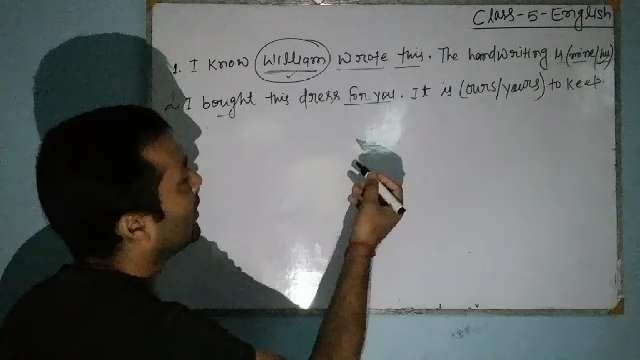 Class-5-English
1. I know William wrote this. The handwriting is (mine/his)
2. I bought this dress for you. It is (ours/yours) to keep.